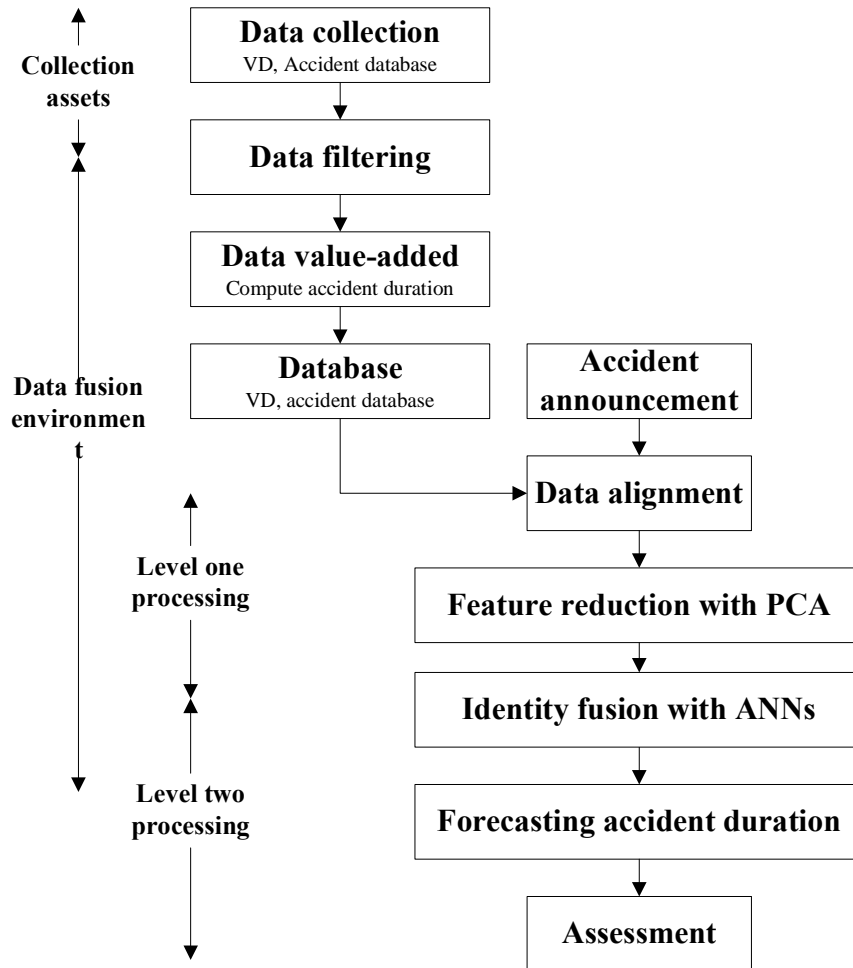 Data collection
VD, Accident database
Collection
assets
Data filtering
Data value-added
Compute accident duration
Database
VD, accident database
Accident
announcement
Data fusion
environmen
t
Data alignment
Level one
processing
Feature reduction with PCA
Identity fusion with ANNs
Level two
processing
Forecasting accident duration
Assessment